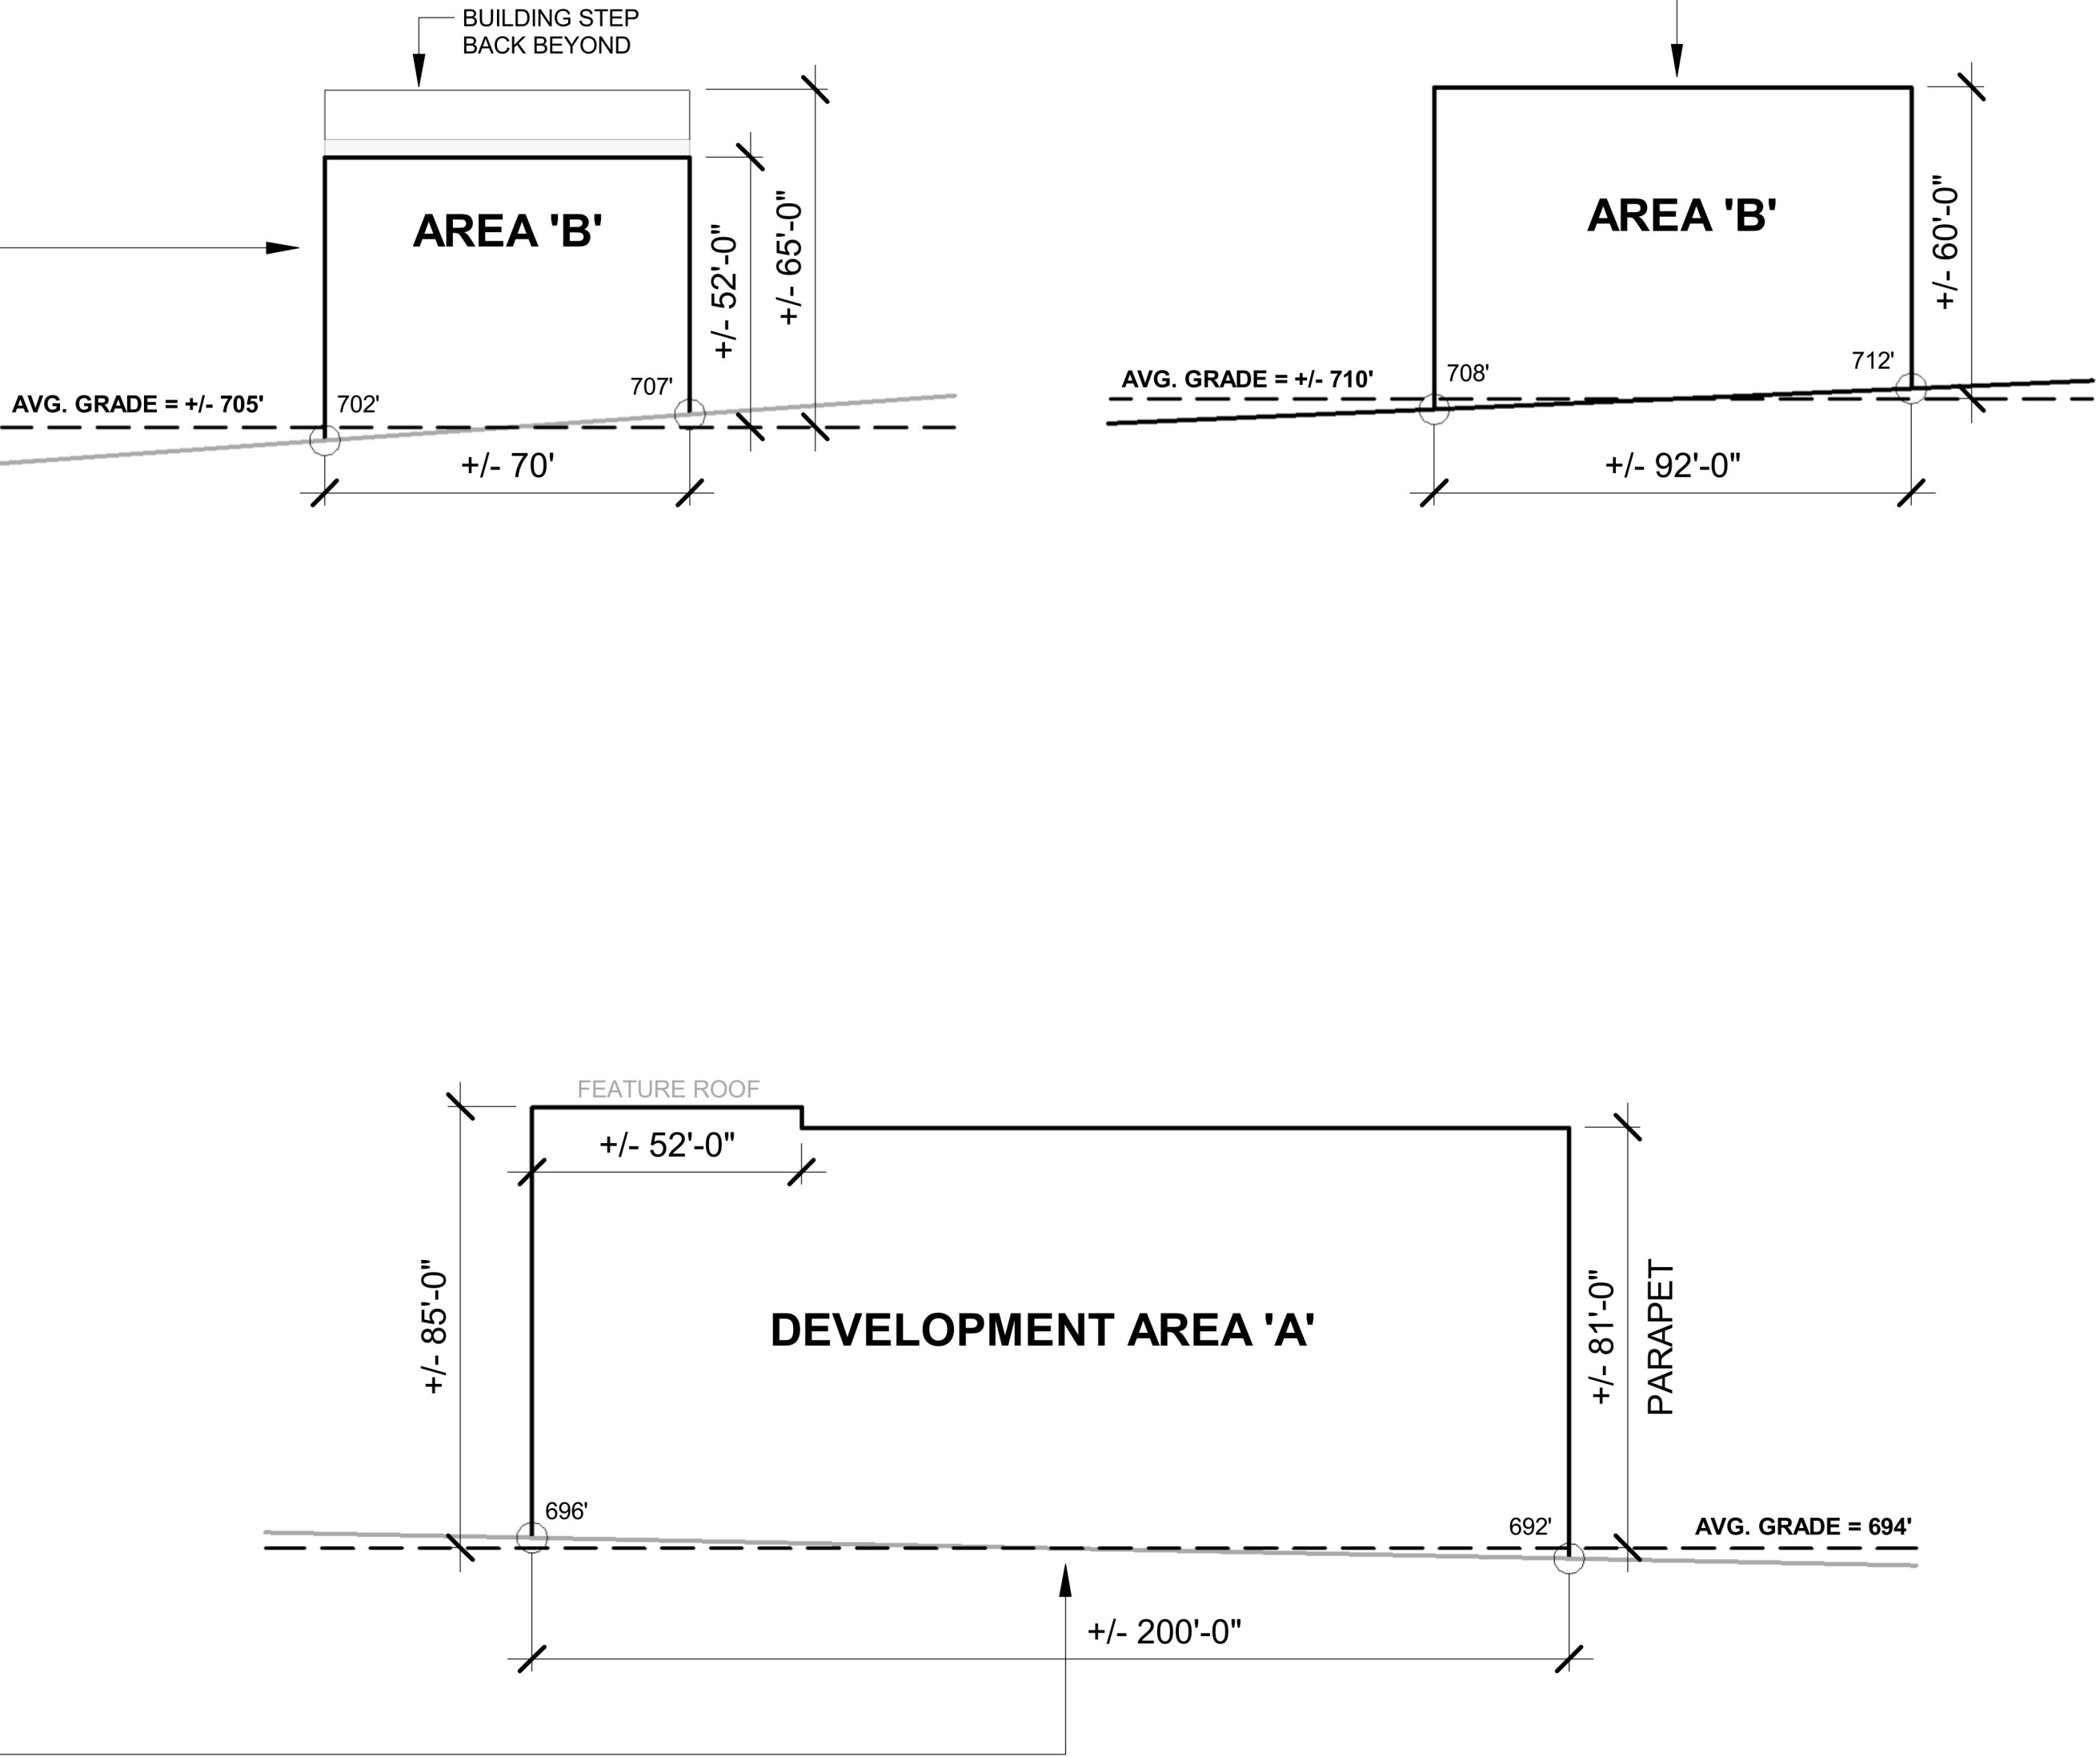 BUILDING STEP
BACK BEYOND
AREA 'B'
+/- 52'-0"
+/- 65'-0"
AVG. GRADE = +/- 705'
702'
707'
+/- 70'
AREA 'B'
+/- 60'-0"
AVG. GRADE = +/- 710'
708'
712'
+/- 92'-0"
FEATURE ROOF
+/- 52'-0"
+/- 85'-0"
DEVELOPMENT AREA 'A'
+/- 81'-0"
PARAPET
696'
692'
AVG. GRADE = 694'
+/- 200'-0"